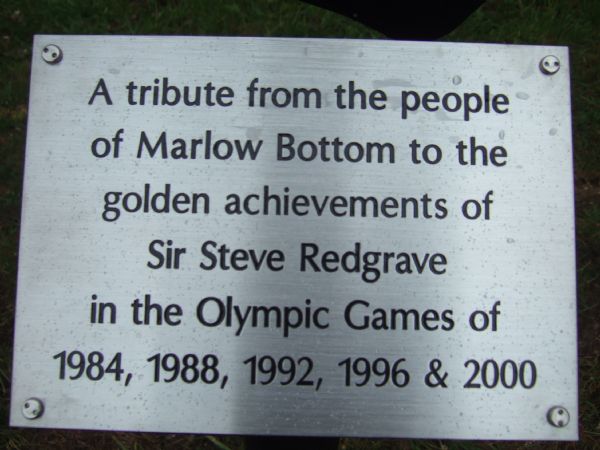 A tribute from the people
of Marlow Bottom to the
golden achievements of
Sir Steve Redgrave
in the Olympic Games of
1984, 1988, 1992, 1996 & 2000